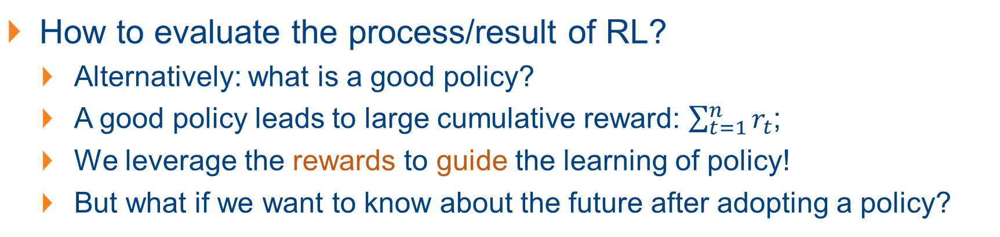 How to evaluate the process/result of RL?
Alternatively: what is a good policy?
A good policy leads to large cumulative reward: $\sum_{t=1}^{n} r_t$;
We leverage the rewards to guide the learning of policy!
But what if we want to know about the future after adopting a policy?